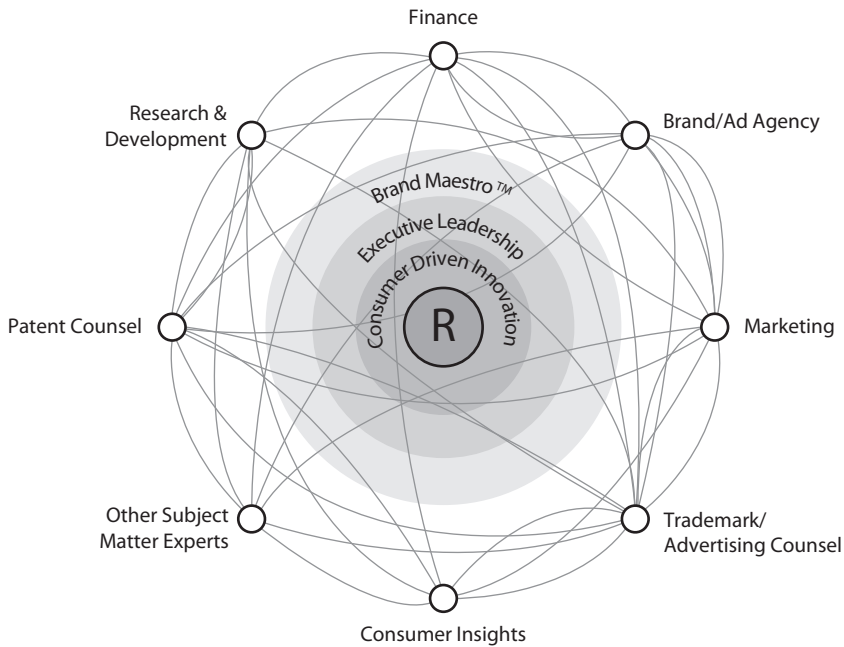 Finance
Research &
Development
Brand/Ad Agency
Brand Maestro™
Executive Leadership
Consumer Driven Innovation
R
Patent Counsel
Marketing
Other Subject
Matter Experts
Trademark/
Advertising Counsel
Consumer Insights